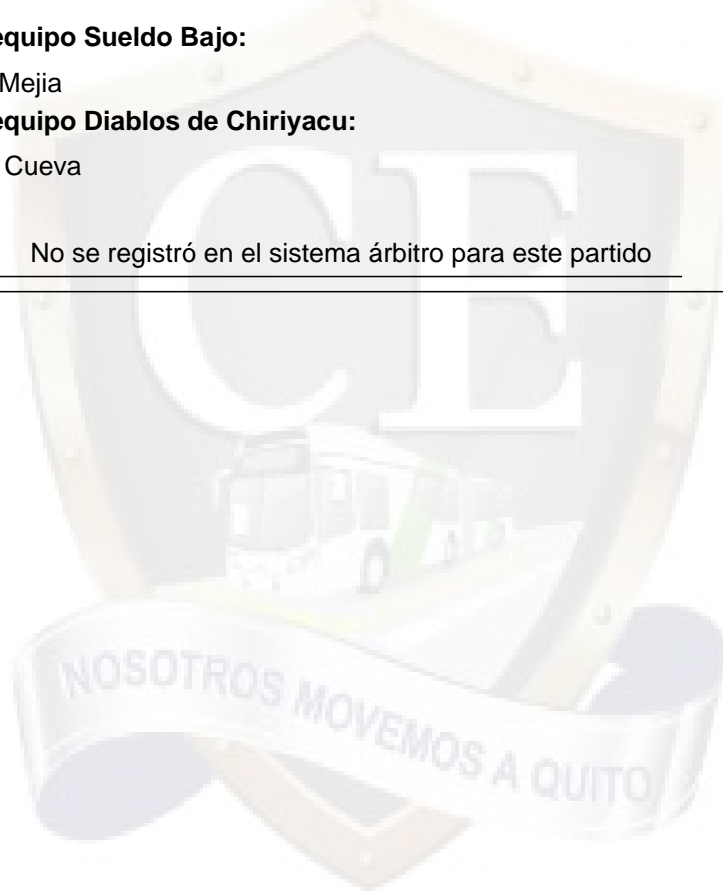 equipo Sueldo Bajo:
Mejia
equipo Diablos de Chiriyacu:
Cueva
No se registró en el sistema árbitro para este partido
CE
NOSOTROS MOVEMOS A QUITO